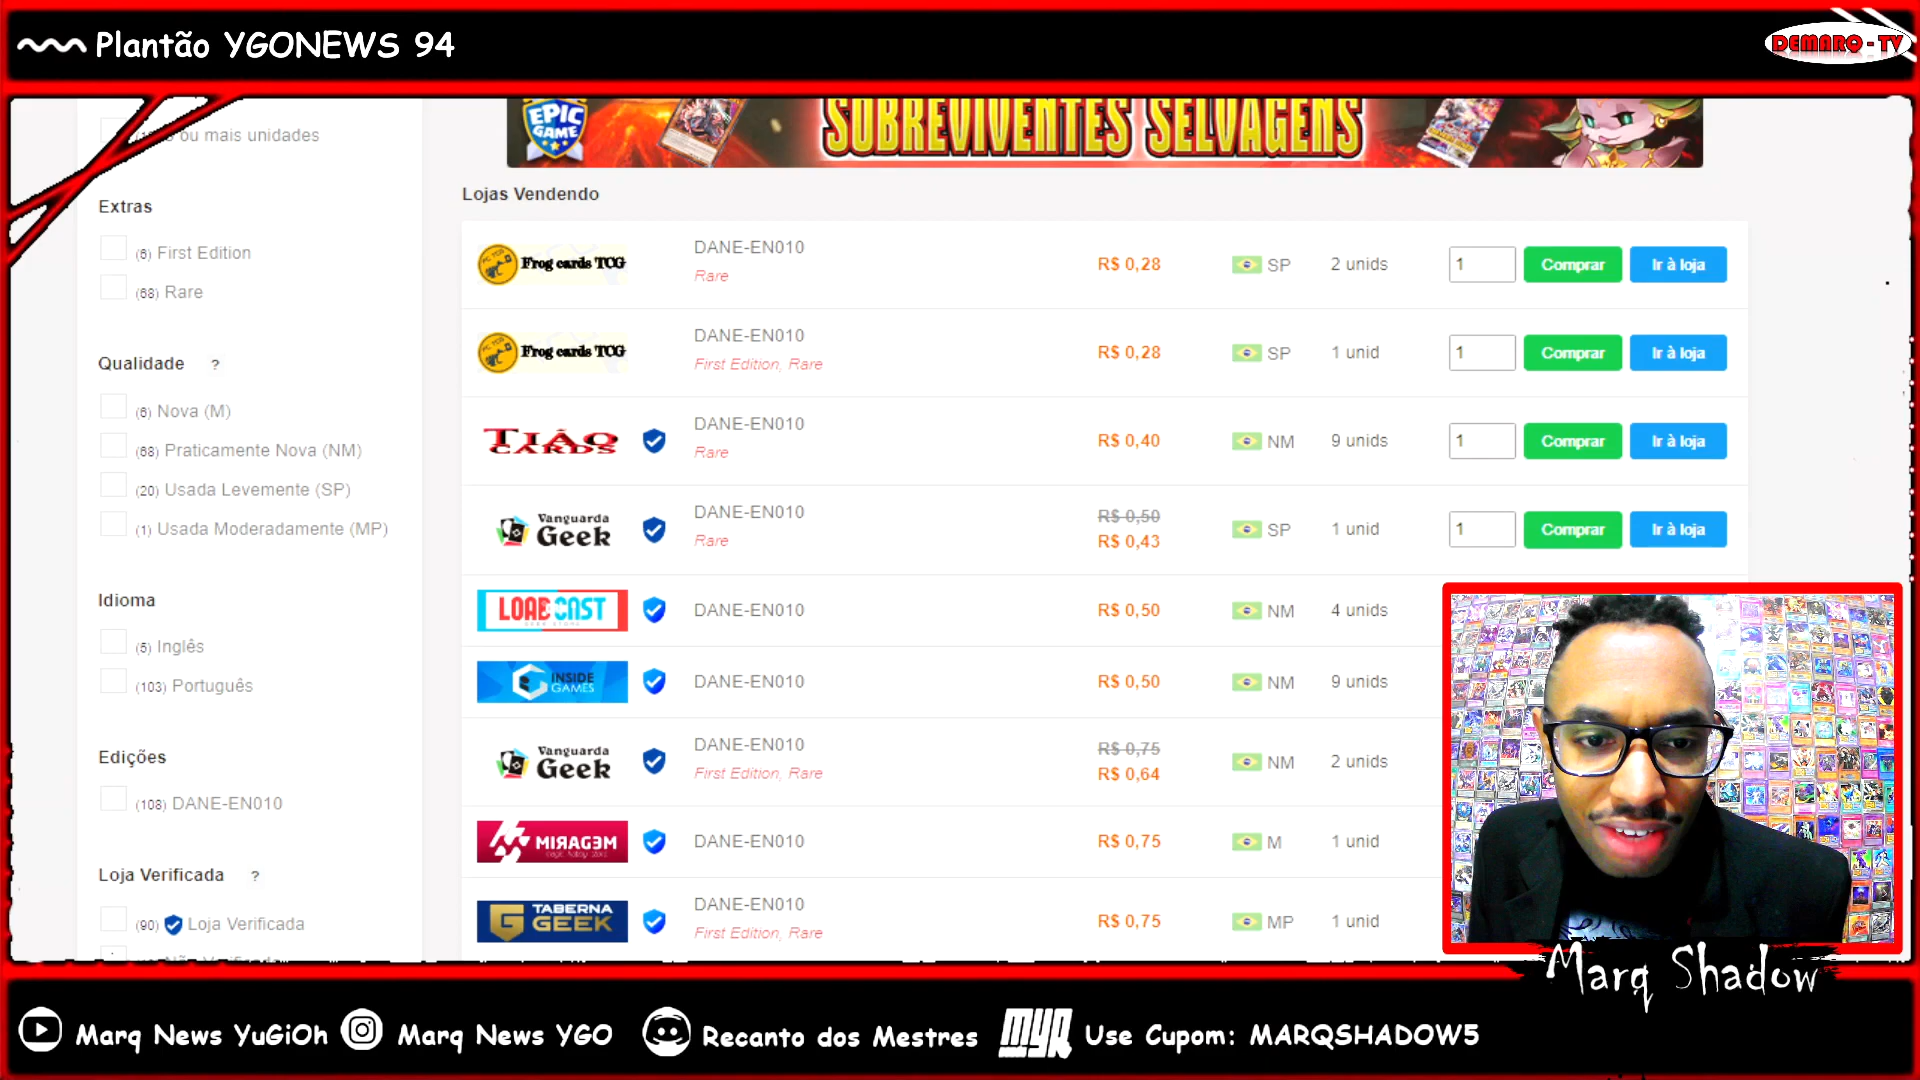 Plantão YGONEWS 94
DEMARQ-TV
ou mais unidades
EPIC GAME
SOBREVIVENTES SELVAGENS
Extras
(6) First Edition
(68) Rare
Qualidade ?
(6) Nova (M)
(68) Praticamente Nova (NM)
(20) Usada Levemente (SP)
(1) Usada Moderadamente (MP)
Idioma
(5) Inglês
(103) Português
Edições
(108) DANE-EN010
Loja Verificada ?
(90) Loja Verificada
Lojas Vendendo
Frog cards TCG DANE-EN010 R$ 0,28 SP 2 unids 1 Comprar Ir à loja
Rare
Frog cards TCG DANE-EN010 R$ 0,28 SP 1 unid 1 Comprar Ir à loja
First Edition, Rare
TIÃO CARDS DANE-EN010 R$ 0,40 NM 9 unids 1 Comprar Ir à loja
Rare
Vanguarda Geek DANE-EN010 R$ 0,50 R$ 0,43 SP 1 unid 1 Comprar Ir à loja
Rare
LOADCAST DANE-EN010 R$ 0,50 NM 4 unids
INSIDE GAMES DANE-EN010 R$ 0,50 NM 9 unids
Vanguarda Geek DANE-EN010 R$ 0,75 R$ 0,64 NM 2 unids
First Edition, Rare
MIRAG3M DANE-EN010 R$ 0,75 M 1 unid
TABERNA GEEK DANE-EN010 R$ 0,75 MP 1 unid
First Edition, Rare
Marq Shadow
Marq News YuGiOh Marq News YGO Recanto dos Mestres MYP Use Cupom: MARQSHADOW5